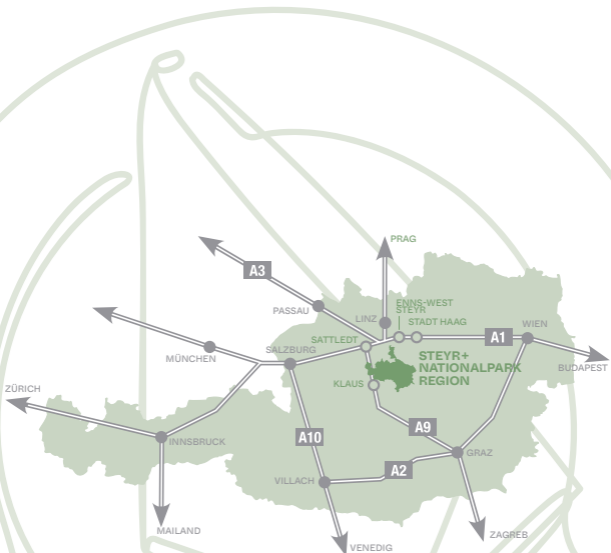 PRAG
A3
ENNS-WEST
STEYR
PASSAU
LINZ
STADT HAAG
WIEN
SATTLEDT
A1
MÜNCHEN
SALZBURG
STEYR+
NATIONALPARK
REGION
BUDAPEST
KLAUS
ZÜRICH
A9
INNSBRUCK
A10
GRAZ
A2
VILLACH
MAILAND
ZAGREB
VENEDIG